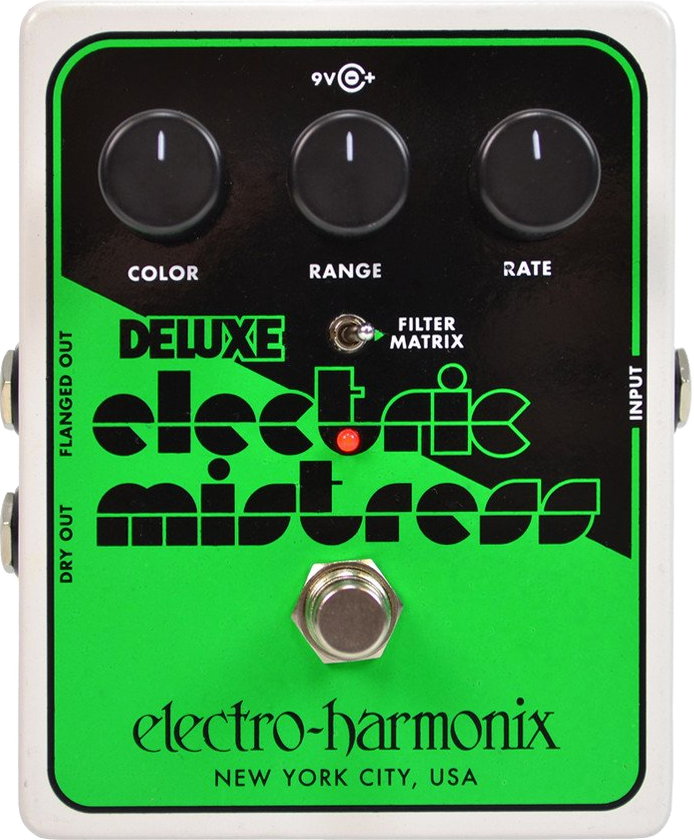 9V +
COLOR
RANGE
RATE
DELUXE
FILTER
MATRIX
electric
mistress
FLANGED OUT
DRY OUT
INPUT
electro-harmonix
NEW YORK CITY, USA